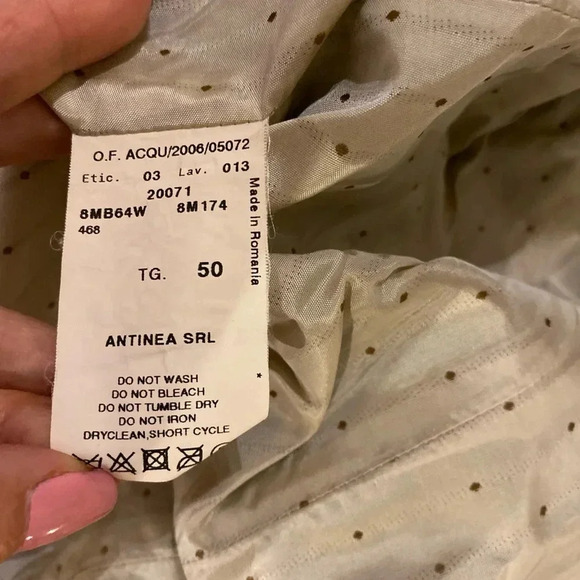 O.F. ACQU/2006/05072
Etic. 03 Lav. 013
20071
8MB64W 8M174
468
Made in Romania
TG. 50
ANTINEA SRL
DO NOT WASH
DO NOT BLEACH
DO NOT TUMBLE DRY
DO NOT IRON
DRYCLEAN,SHORT CYCLE
*